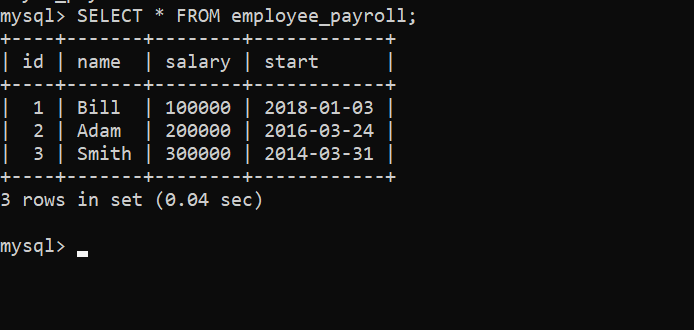 mysql> SELECT * FROM employee_payroll;
+----+-------+--------+------------+
| id | name  | salary | start      |
+----+-------+--------+------------+
|  1 | Bill  | 100000 | 2018-01-03 |
|  2 | Adam  | 200000 | 2016-03-24 |
|  3 | Smith | 300000 | 2014-03-31 |
+----+-------+--------+------------+
3 rows in set (0.04 sec)
mysql>